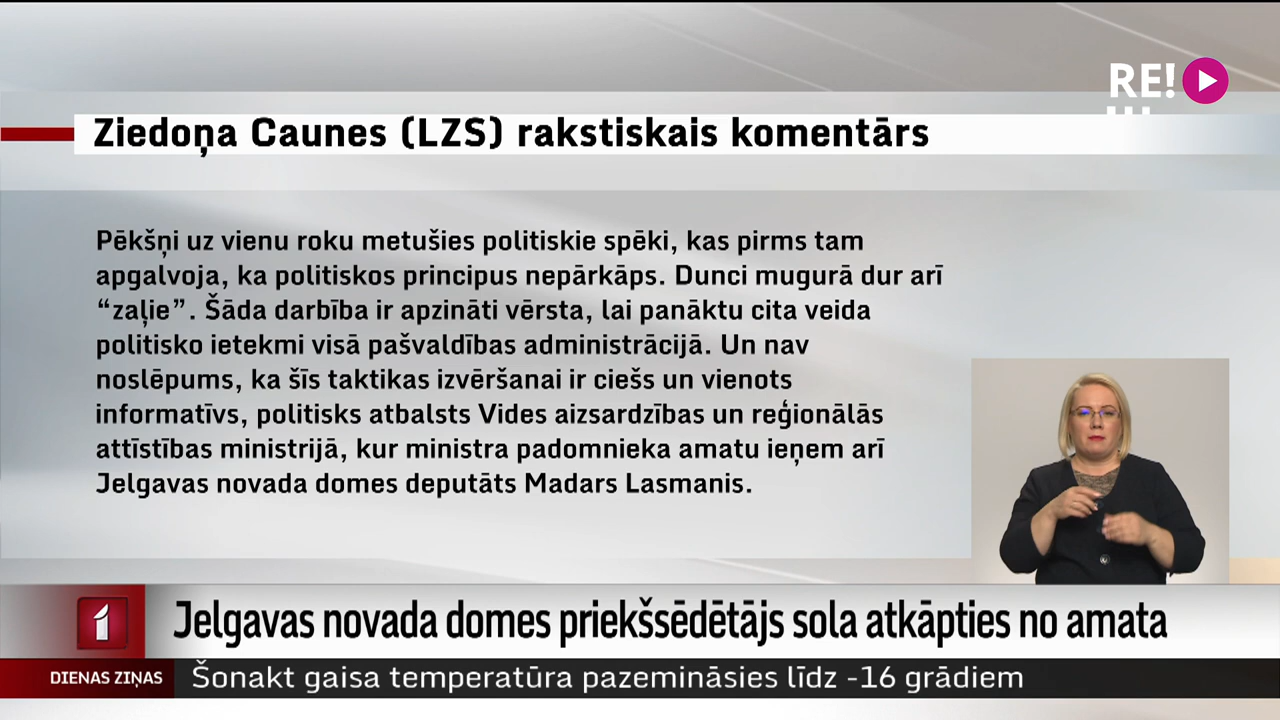 RE!
Ziedoņa Caunes (LZS) rakstiskais komentārs
Pēkšņi uz vienu roku metušies politiskie spēki, kas pirms tam
apgalvoja, ka politiskos principus nepārkāps. Dunci mugurā dur arī
“zaļie”. Šāda darbība ir apzināti vērsta, lai panāktu cita veida
politisko ietekmi visā pašvaldības administrācijā. Un nav
noslēpums, ka šīs taktikas izvēršanai ir ciešs un vienots
informatīvs, politisks atbalsts Vides aizsardzības un reģionālās
attīstības ministrijā, kur ministra padomnieka amatu ieņem arī
Jelgavas novada domes deputāts Madars Lasmanis.
1 Jelgavas novada domes priekšsēdētājs sola atkāpties no amata
DIENAS ZIŅAS Šonakt gaisa temperatūra pazemināsies līdz -16 grādiem